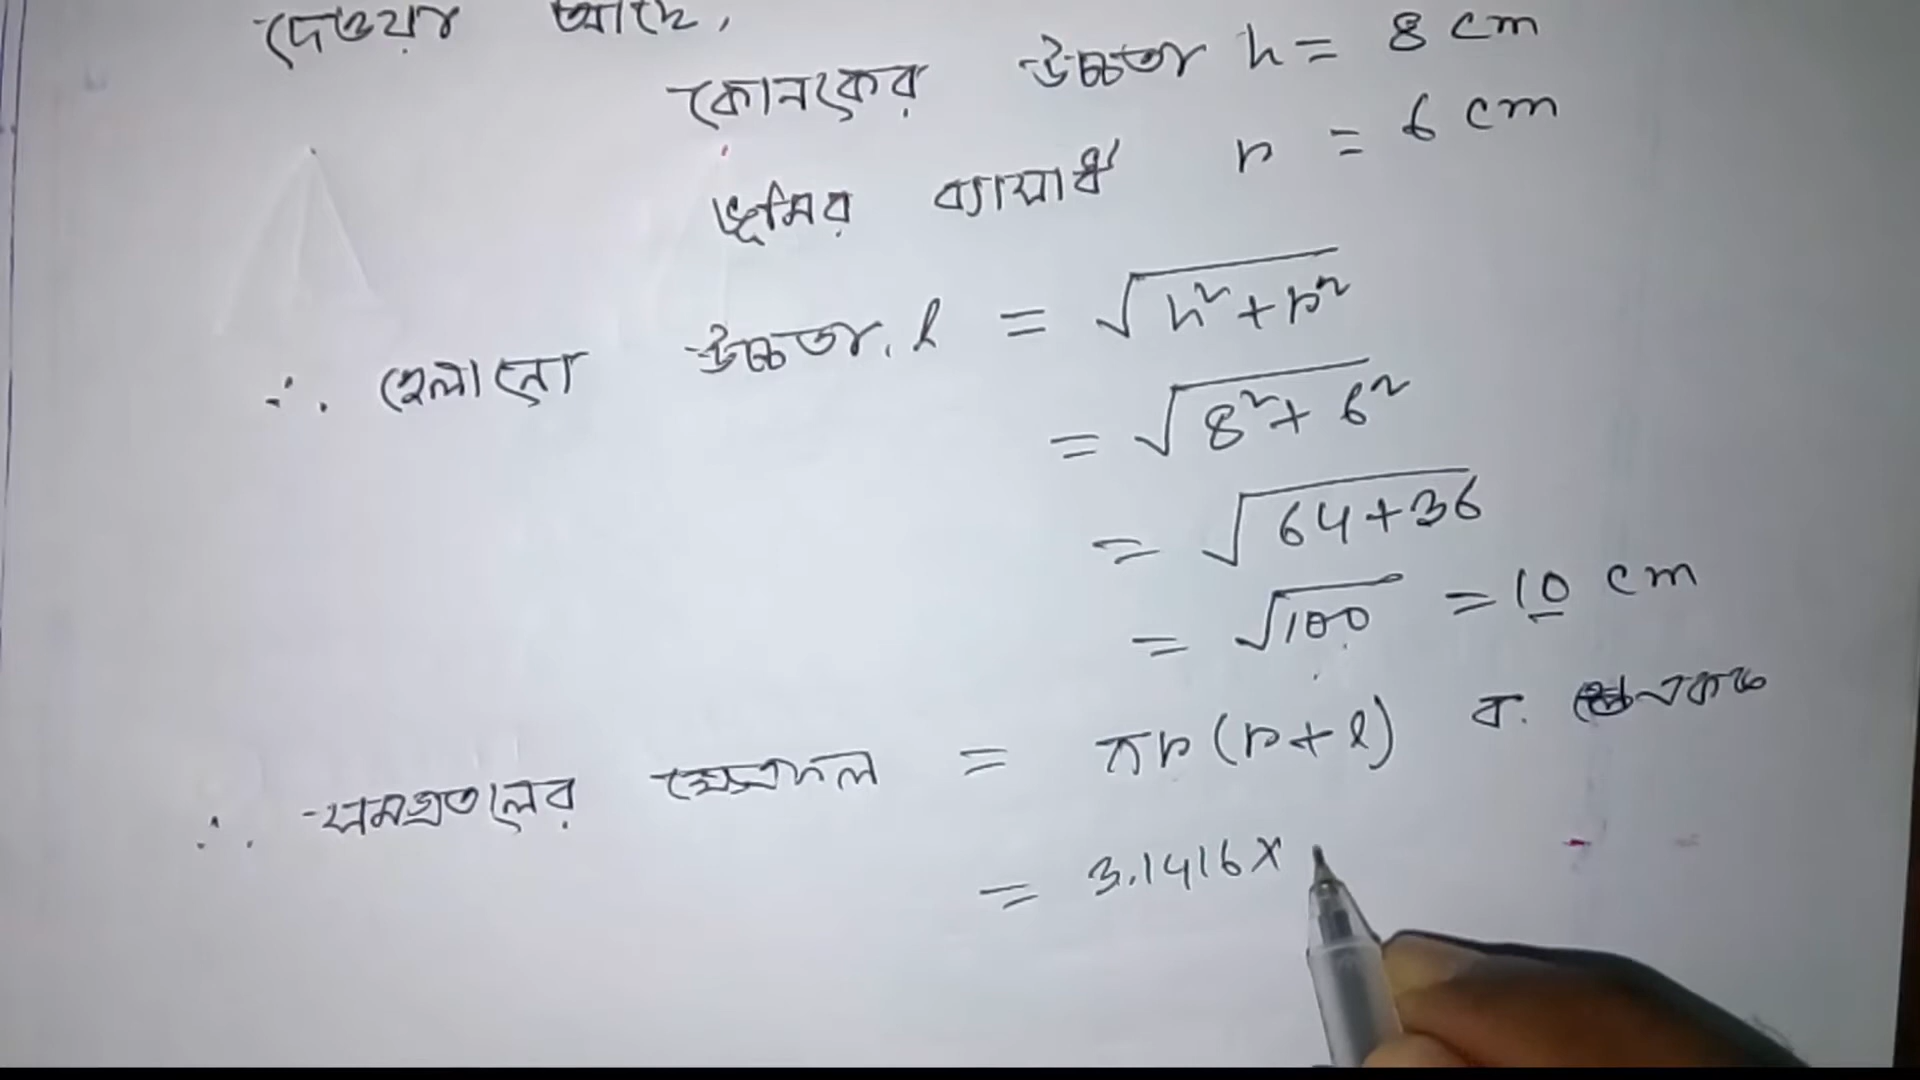 দেওয়া আছে,
কোনকের উচ্চতা h = 8 cm
ভূমির ব্যাসার্ধ r = 6 cm
∴ হেলানো উচ্চতা, l = √(h²+r²)
= √(8²+6²)
= √(64+36)
= √100 = 10 cm
∴ সমগ্রতলের ক্ষেত্রফল = πr(r+l) ব. একক
= 3.1416×